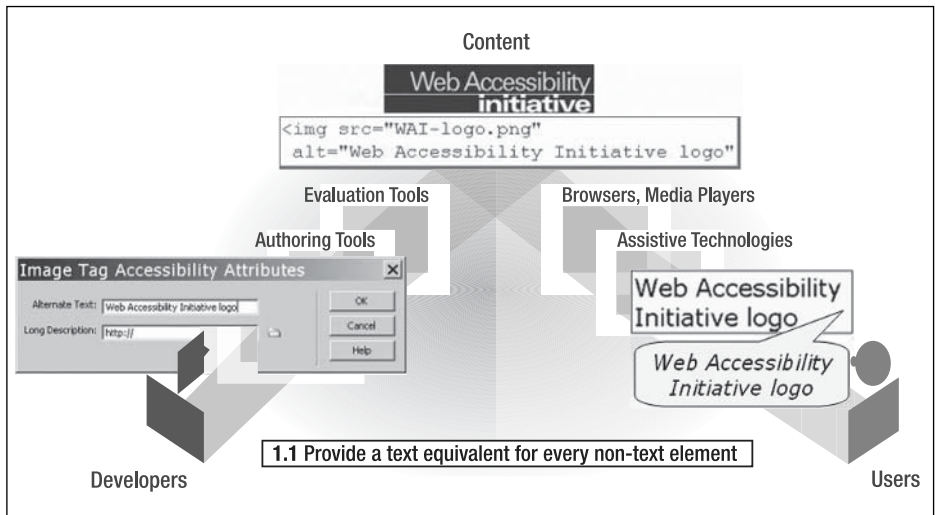 Content
Web Accessibility
initiative
<img src="WAI-logo.png"
alt="Web Accessibility Initiative logo"
Evaluation Tools
Browsers, Media Players
Authoring Tools
Assistive Technologies
Image Tag Accessibility Attributes
Alternate Text: Web Accessibility Initiative logo
OK
Long Description: http://
Cancel
Help
Web Accessibility
Initiative logo
Web Accessibility
Initiative logo
1.1 Provide a text equivalent for every non-text element
Developers
Users